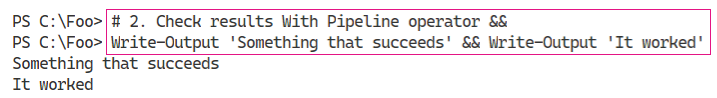 PS C:\Foo> # 2. Check results With Pipeline operator &&
PS C:\Foo> Write-Output 'Something that succeeds' && Write-Output 'It worked'
Something that succeeds
It worked